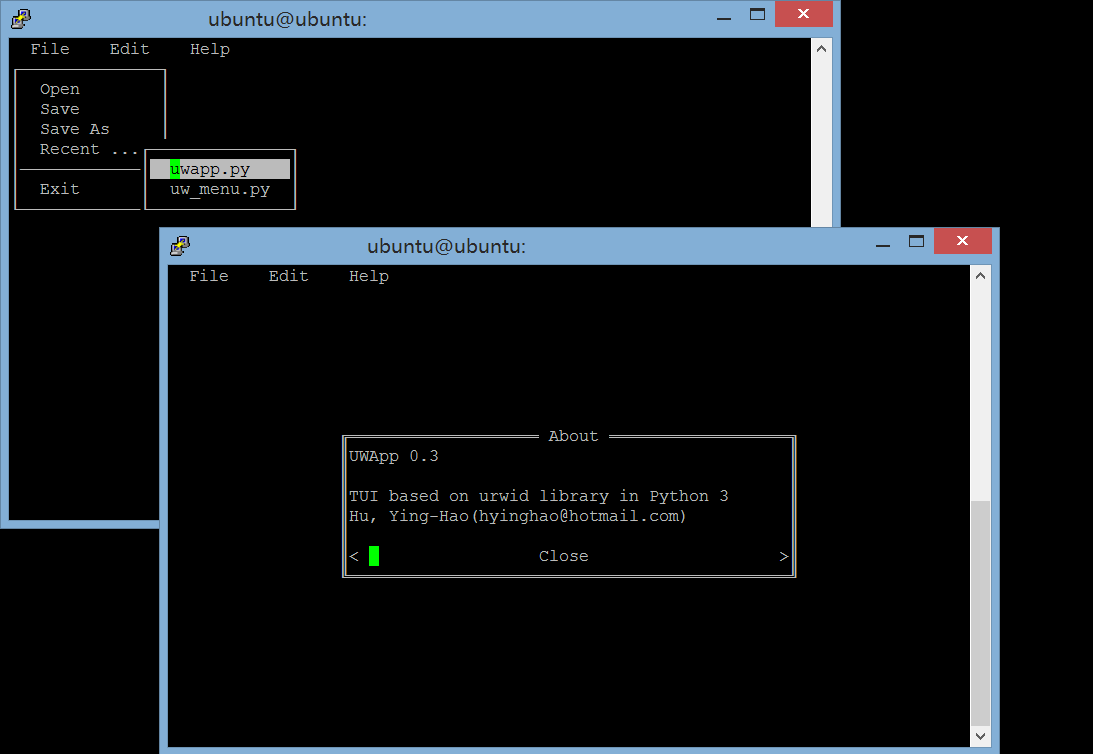 ubuntu@ubuntu:
File Edit Help
Open
Save
Save As
Recent ...
uwapp.py
uw_menu.py
Exit
ubuntu@ubuntu:
File Edit Help
About
UWApp 0.3
TUI based on urwid library in Python 3
Hu, Ying-Hao(hyinghao@hotmail.com)
< Close >